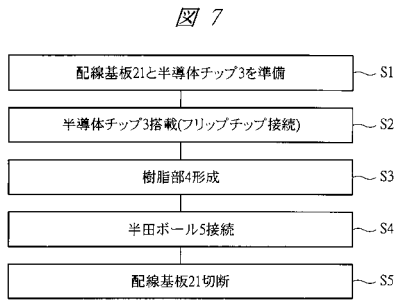 図 7
配線基板21と半導体チップ3を準備 S1
半導体チップ3搭載(フリップチップ接続) S2
樹脂部4形成 S3
半田ボール5接続 S4
配線基板21切断 S5